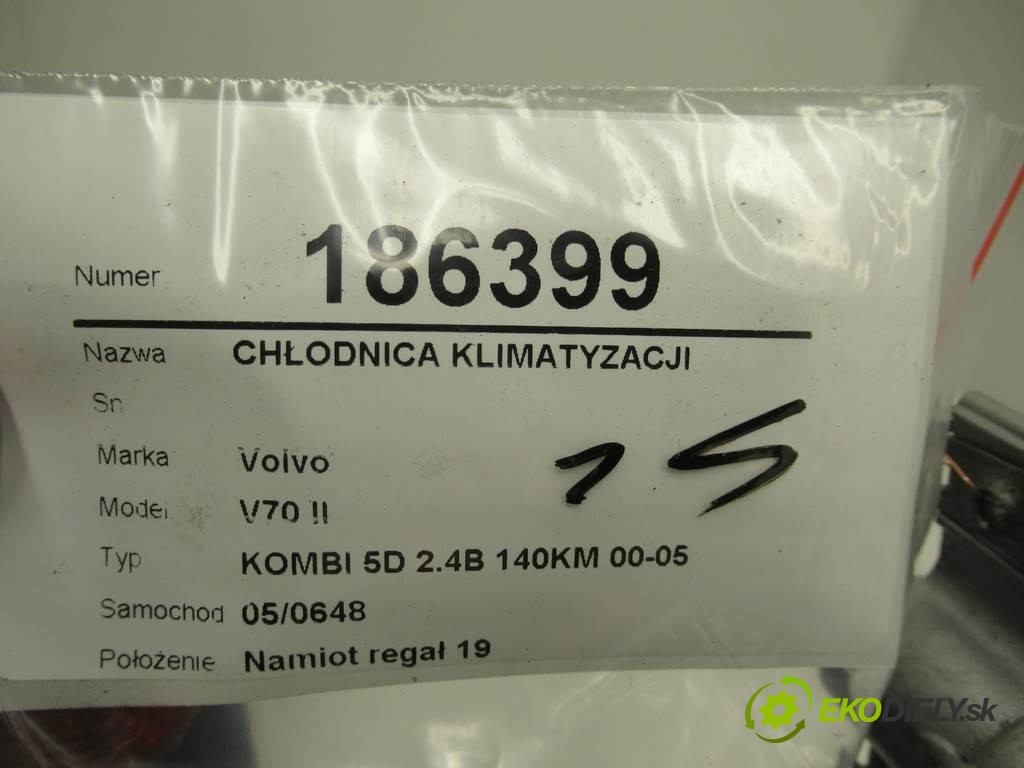 Numer 186399
Nazwa CHŁODNICA KLIMATYZACJI
Sn
Marka Volvo
15
Model V70 II
Typ KOMBI 5D 2.4B 140KM 00-05
Samochod 05/0648
Położenie Namiot regał 19
EKODIELY.sk